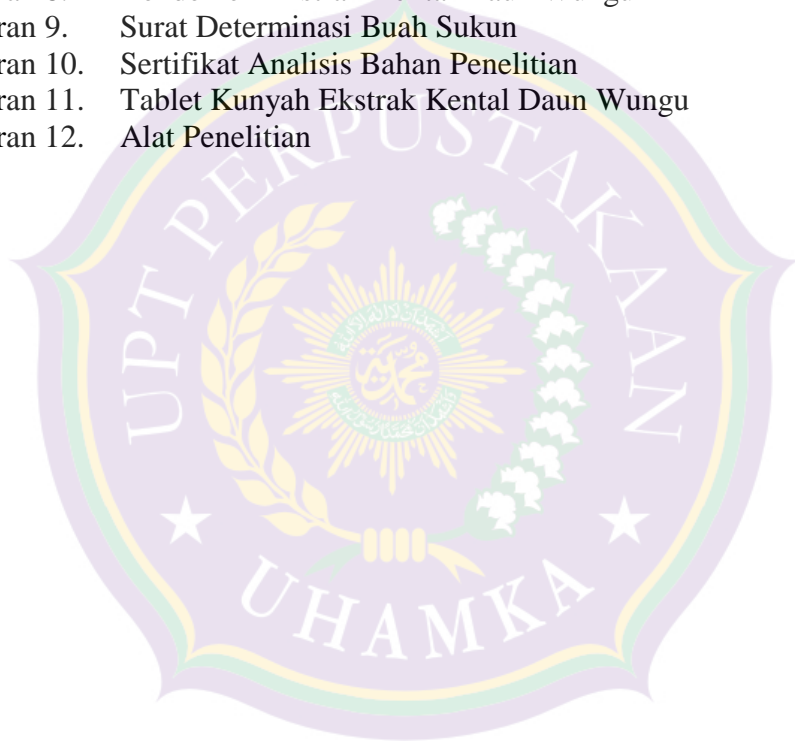 ran 9. Surat Determinasi Buah Sukun
ran 10. Sertifikat Analisis Bahan Penelitian
ran 11. Tablet Kunyah Ekstrak Kental Daun Wungu
ran 12. Alat Penelitian
UPT PERPUSTAKAAN
UHAMKA